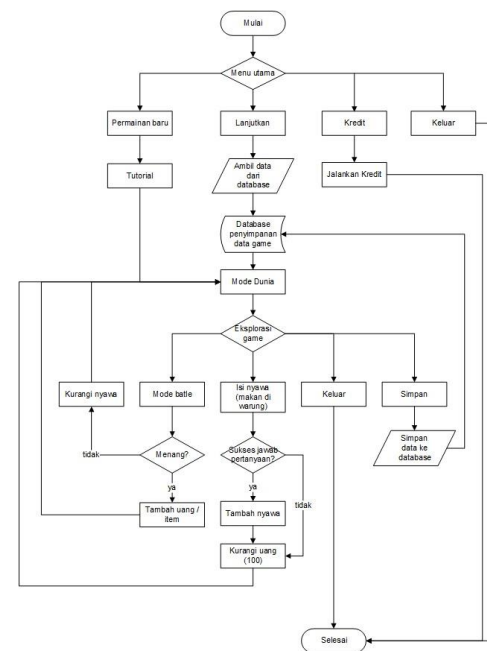 Mulai
Menu utama
Permainan baru
Lanjutkan
Kredit
Keluar
Tutorial
Ambil data
dari
database
Jalankan Kredit
Database
penyimpanan
data game
Mode Dunia
Eksplorasi
game
Kurangi nyawa
Mode batle
Isi nyawa
(makan di
warung)
Keluar
Simpan
tidak
Menang?
Sukses jawab
pertanyaan?
Simpan
data ke
database
ya
ya
tidak
Tambah uang /
item
Tambah nyawa
Kurangi uang
(100)
Selesai